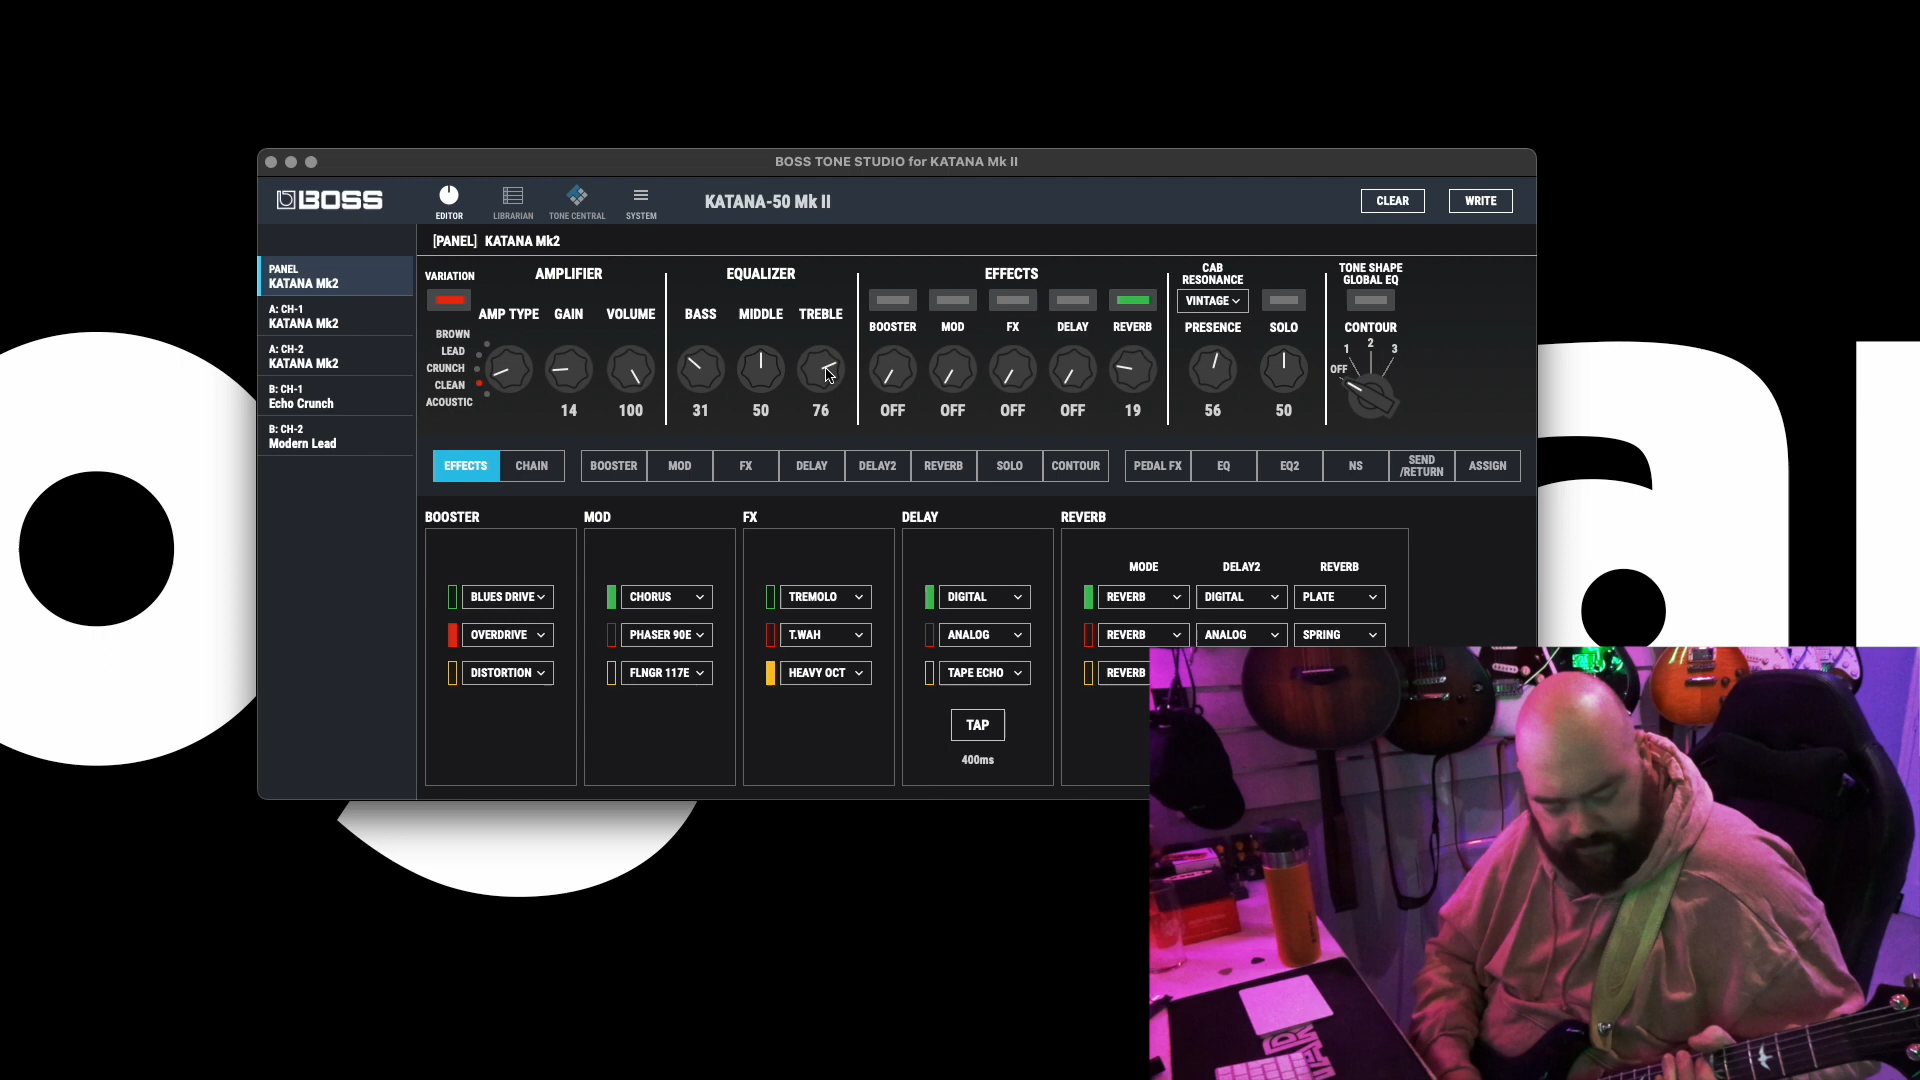 BOSS TONE STUDIO for KATANA Mk II
BOSS
EDITOR
LIBRARIAN
TONE CENTRAL
SYSTEM
KATANA-50 Mk II
CLEAR
WRITE
[PANEL] KATANA Mk2
PANEL
KATANA Mk2
A: CH-1
KATANA Mk2
A: CH-2
KATANA Mk2
B: CH-1
Echo Crunch
B: CH-2
Modern Lead
VARIATION
AMPLIFIER
AMP TYPE GAIN VOLUME
BROWN
LEAD
CRUNCH
CLEAN
ACOUSTIC
14 100
EQUALIZER
BASS MIDDLE TREBLE
31 50 76
EFFECTS
BOOSTER MOD FX DELAY REVERB
OFF OFF OFF OFF 19
CAB
RESONANCE
VINTAGE
PRESENCE SOLO
56 50
TONE SHAPE
GLOBAL EQ
CONTOUR
OFF 1 2 3
EFFECTS CHAIN BOOSTER MOD FX DELAY DELAY2 REVERB SOLO CONTOUR PEDAL FX EQ EQ2 NS SEND /RETURN ASSIGN
BOOSTER
BLUES DRIVE
OVERDRIVE
DISTORTION
MOD
CHORUS
PHASER 90E
FLNGR 117E
FX
TREMOLO
T.WAH
HEAVY OCT
DELAY
DIGITAL
ANALOG
TAPE ECHO
TAP
400ms
REVERB
MODE DELAY2 REVERB
REVERB DIGITAL PLATE
REVERB ANALOG SPRING
REVERB